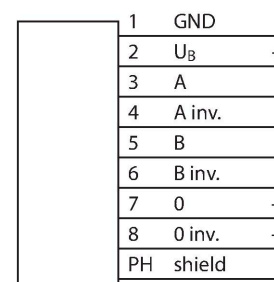 1 GND
2 U_B
3 A
4 A inv.
5 B
6 B inv.
7 0
8 0 inv.
PH shield